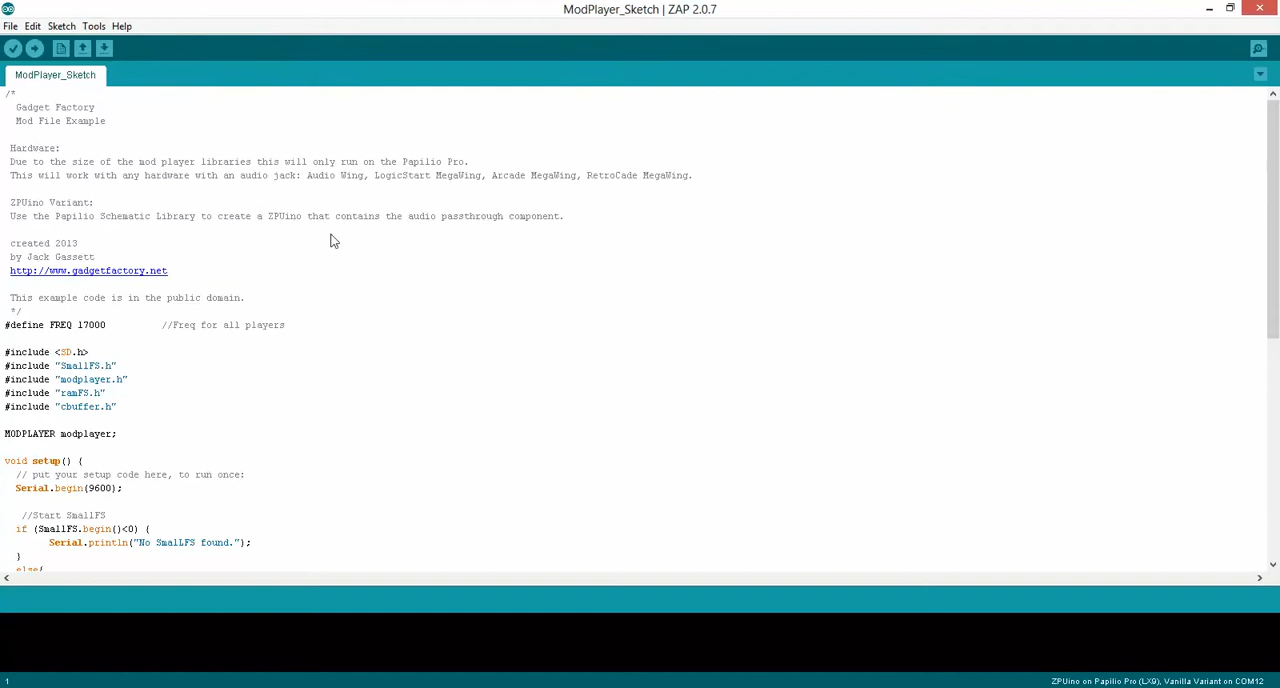 ModPlayer_Sketch | ZAP 2.0.7
File Edit Sketch Tools Help
ModPlayer_Sketch
/*
Gadget Factory
Mod File Example
Hardware:
Due to the size of the mod player libraries this will only run on the Papilio Pro.
This will work with any hardware with an audio jack: Audio Wing, LogicStart MegaWing, Arcade MegaWing, RetroCade MegaWing.
ZPUino Variant:
Use the Papilio Schematic Library to create a ZPUino that contains the audio passthrough component.
created 2013
by Jack Gassett
http://www.gadgetfactory.net
This example code is in the public domain.
*/
#define FREQ 17000 //Freq for all players
#include <SD.h>
#include "SmallFS.h"
#include "modplayer.h"
#include "ramFS.h"
#include "cbuffer.h"
MODPLAYER modplayer;
void setup() {
// put your setup code here, to run once:
Serial.begin(9600);
//Start SmallFS
if (SmallFS.begin()<0) {
Serial.println("No SmalLFS found.");
}
else{
1
ZPUino on Papilio Pro (LX9), Vanilla Variant on COM12